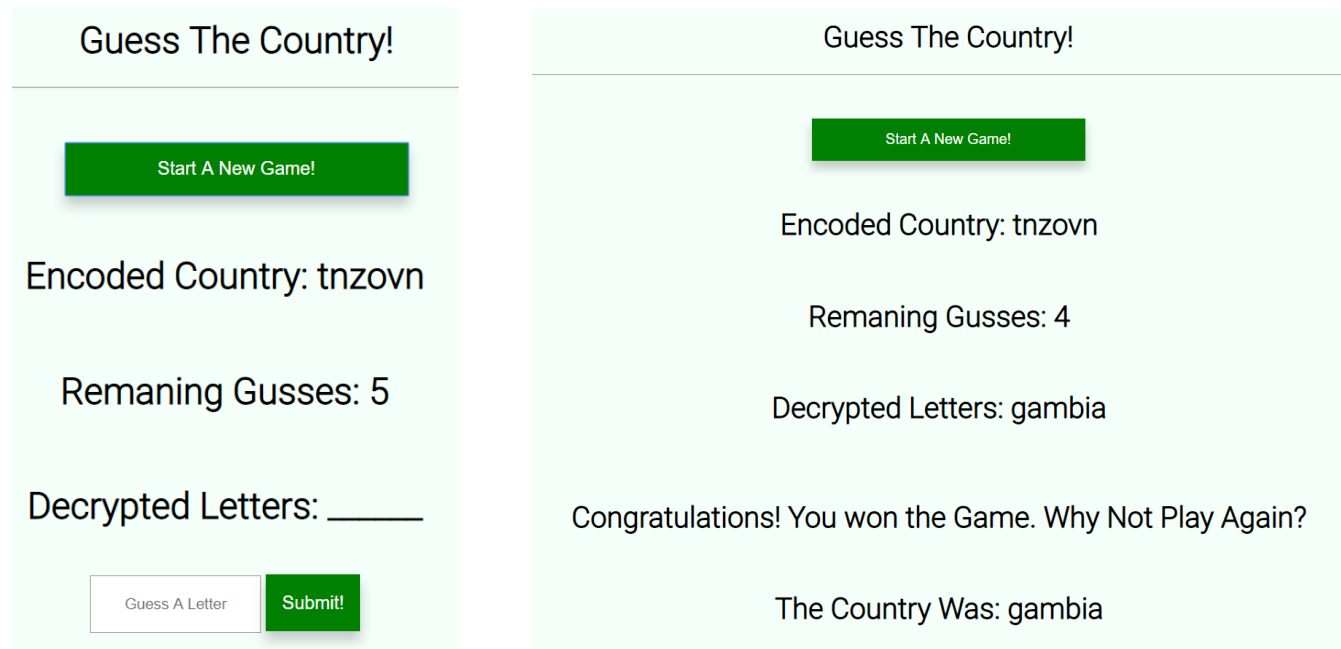 Guess The Country!
Start A New Game!
Encoded Country: tnzovn
Remaning Gusses: 5
Decrypted Letters: ______
Guess A Letter
Submit!
Guess The Country!
Start A New Game!
Encoded Country: tnzovn
Remaning Gusses: 4
Decrypted Letters: gambia
Congratulations! You won the Game. Why Not Play Again?
The Country Was: gambia